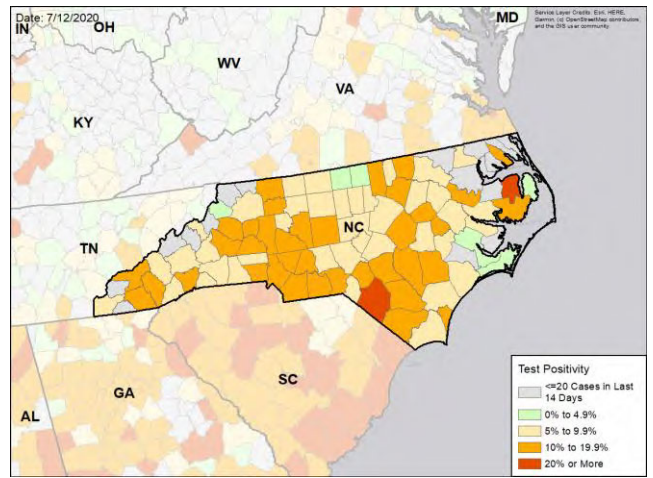 Date: 7/12/2020
Service Layer Credits: Esri, HERE,
Garmin, (c) OpenStreetMap contributors,
and the GIS user community
IN
OH
MD
WV
VA
KY
NC
TN
SC
GA
AL
Test Positivity
<=20 Cases in Last
14 Days
0% to 4.9%
5% to 9.9%
10% to 19.9%
20% or More